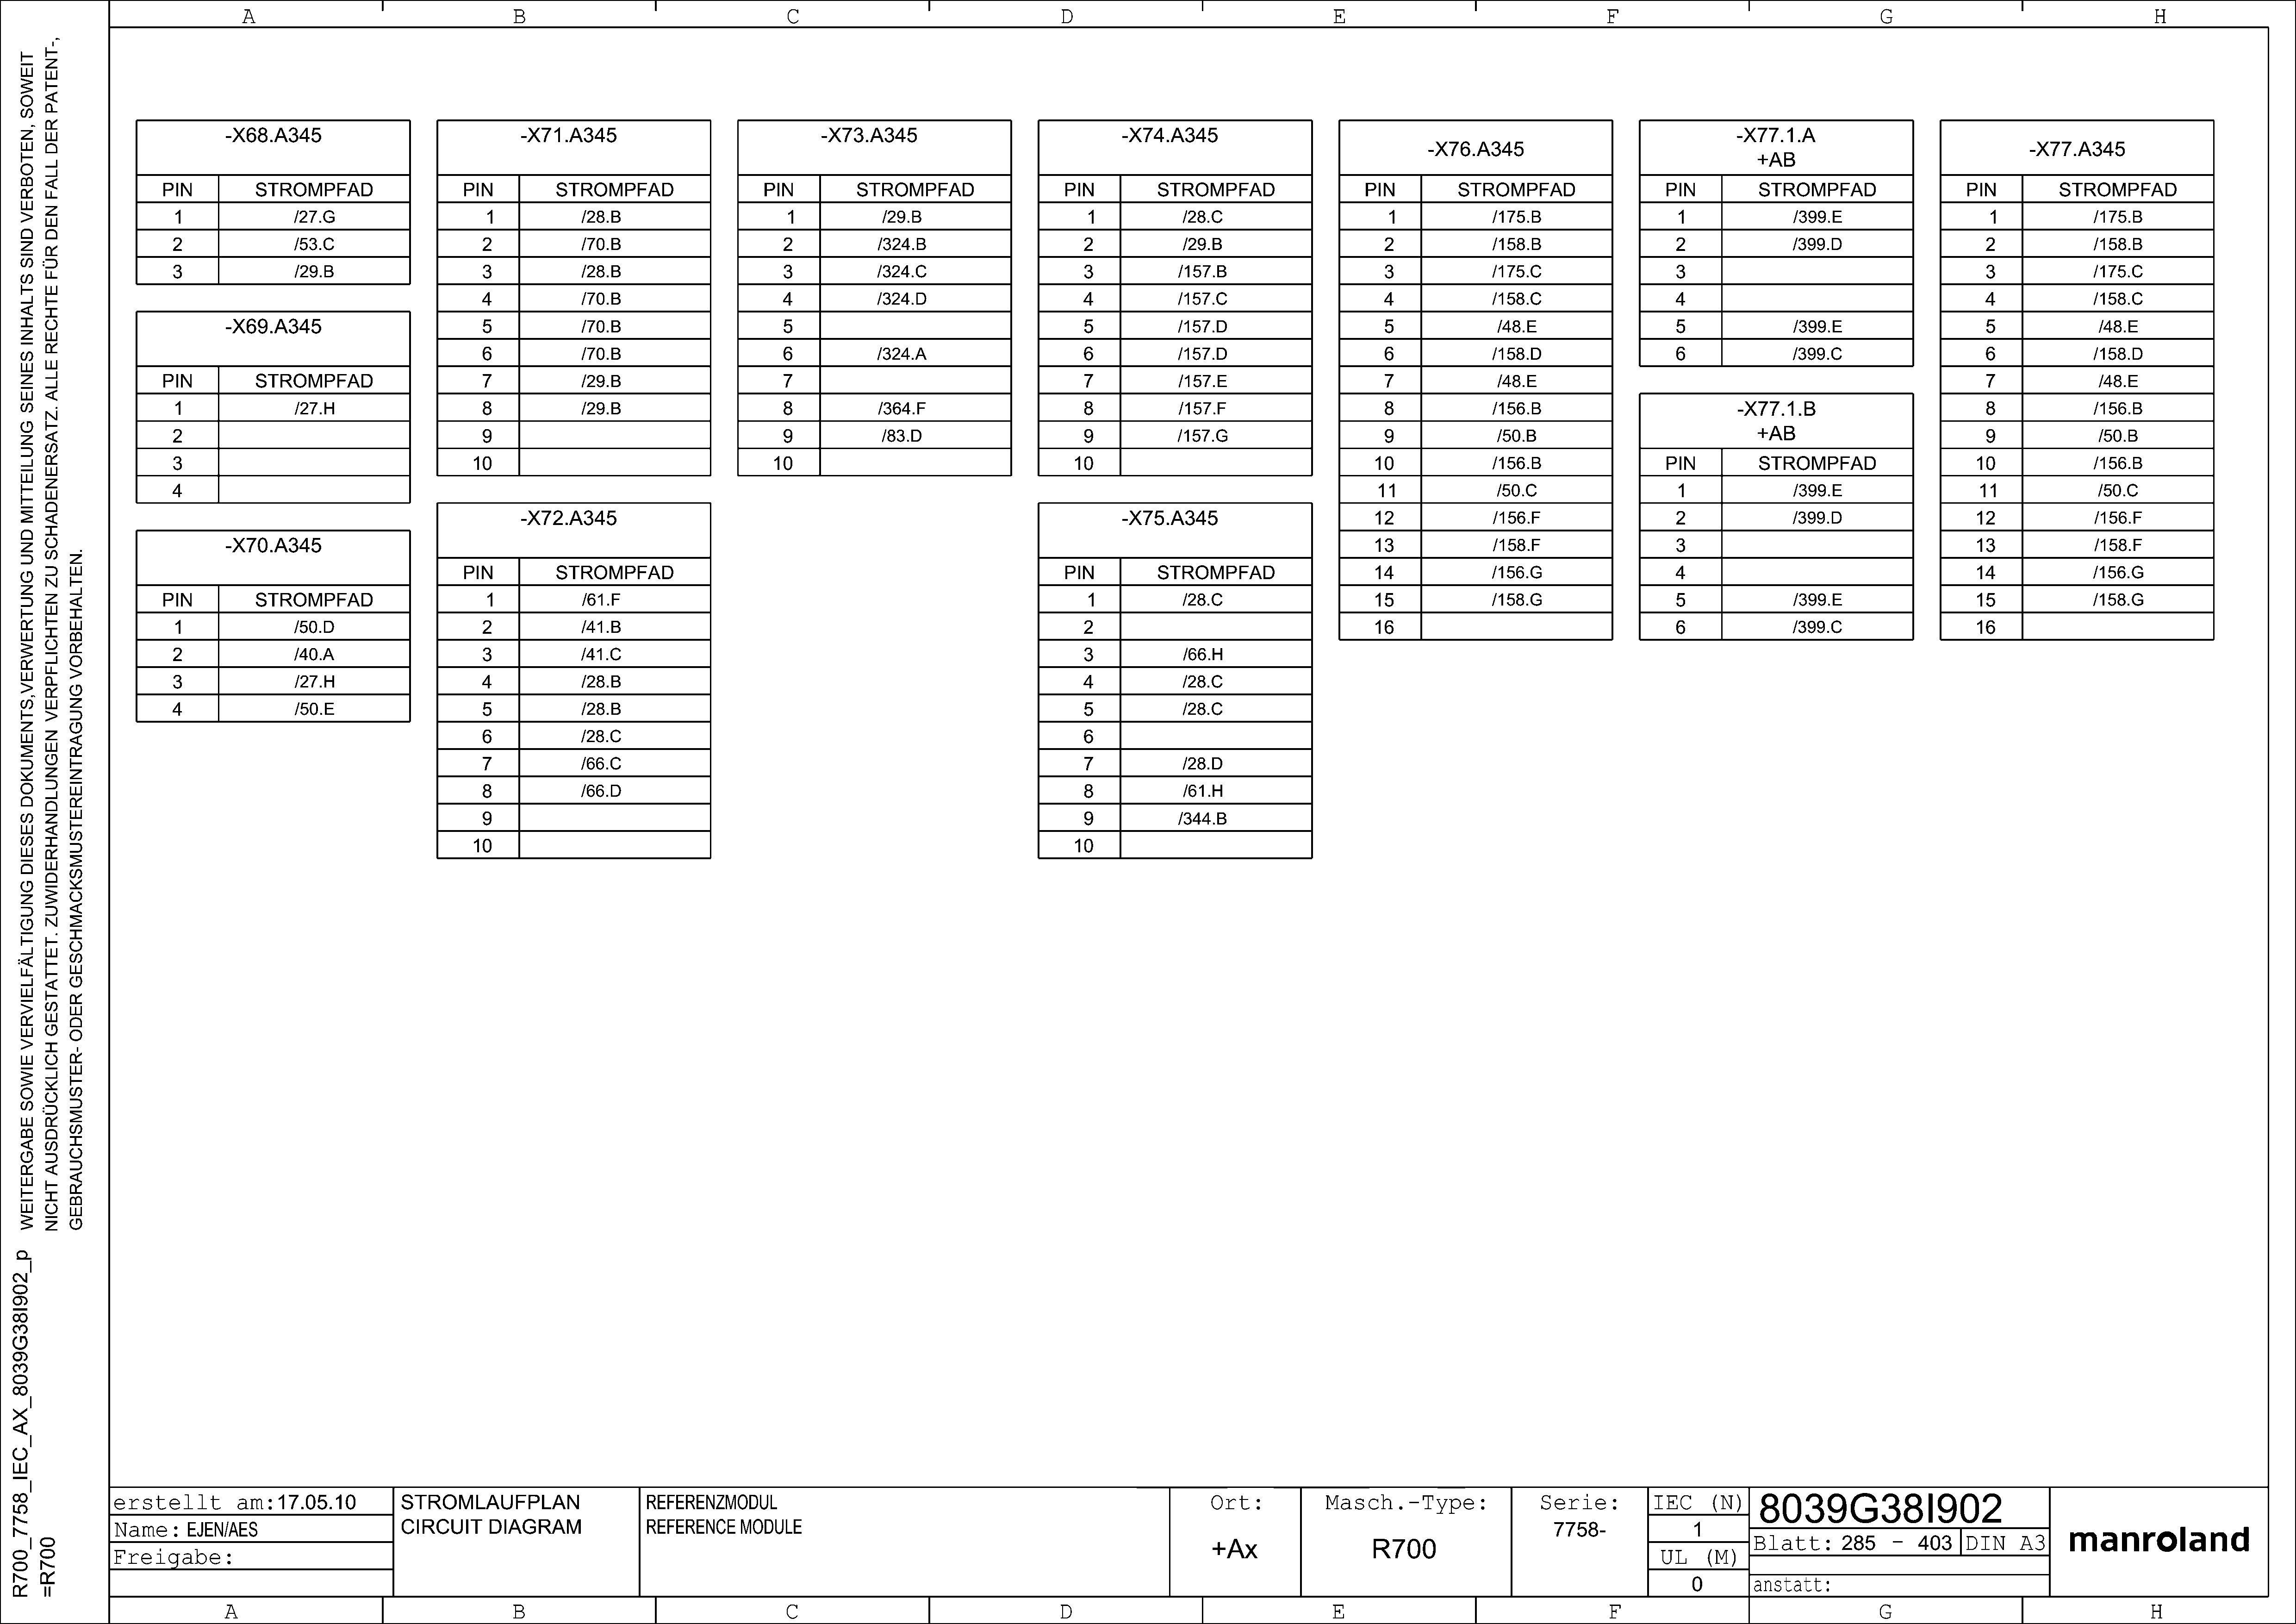 A B C D E F G H
WEITERGABE SOWIE VERVIELFÄLTIGUNG DIESES DOKUMENTS,VERWERTUNG UND MITTEILUNG SEINES INHALTS SIND VERBOTEN, SOWEIT
NICHT AUSDRÜCKLICH GESTATTET. ZUWIDERHANDLUNGEN VERPFLICHTEN ZU SCHADENERSATZ. ALLE RECHTE FÜR DEN FALL DER PATENT-,
GEBRAUCHSMUSTER- ODER GESCHMACKSMUSTEREINTRAGUNG VORBEHALTEN.
R700_7758_IEC_AX_8039G38I902_p
=R700
-X68.A345
PIN STROMPFAD
1 /27.G
2 /53.C
3 /29.B
-X69.A345
PIN STROMPFAD
1 /27.H
2
3
4
-X70.A345
PIN STROMPFAD
1 /50.D
2 /40.A
3 /27.H
4 /50.E
-X71.A345
PIN STROMPFAD
1 /28.B
2 /70.B
3 /28.B
4 /70.B
5 /70.B
6 /70.B
7 /29.B
8 /29.B
9
10
-X72.A345
PIN STROMPFAD
1 /61.F
2 /41.B
3 /41.C
4 /28.B
5 /28.B
6 /28.C
7 /66.C
8 /66.D
9
10
-X73.A345
PIN STROMPFAD
1 /29.B
2 /324.B
3 /324.C
4 /324.D
5
6 /324.A
7
8 /364.F
9 /83.D
10
-X74.A345
PIN STROMPFAD
1 /28.C
2 /29.B
3 /157.B
4 /157.C
5 /157.D
6 /157.D
7 /157.E
8 /157.F
9 /157.G
10
-X75.A345
PIN STROMPFAD
1 /28.C
2
3 /66.H
4 /28.C
5 /28.C
6
7 /28.D
8 /61.H
9 /344.B
10
-X76.A345
PIN STROMPFAD
1 /175.B
2 /158.B
3 /175.C
4 /158.C
5 /48.E
6 /158.D
7 /48.E
8 /156.B
9 /50.B
10 /156.B
11 /50.C
12 /156.F
13 /158.F
14 /156.G
15 /158.G
16
-X77.1.A
+AB
PIN STROMPFAD
1 /399.E
2 /399.D
3
4
5 /399.E
6 /399.C
-X77.1.B
+AB
PIN STROMPFAD
1 /399.E
2 /399.D
3
4
5 /399.E
6 /399.C
-X77.A345
PIN STROMPFAD
1 /175.B
2 /158.B
3 /175.C
4 /158.C
5 /48.E
6 /158.D
7 /48.E
8 /156.B
9 /50.B
10 /156.B
11 /50.C
12 /156.F
13 /158.F
14 /156.G
15 /158.G
16
erstellt am:17.05.10
Name: EJEN/AES
Freigabe:
STROMLAUFPLAN
CIRCUIT DIAGRAM
REFERENZMODUL
REFERENCE MODULE
Ort:
+Ax
Masch.-Type:
R700
Serie:
7758-
IEC (N)
1
UL (M)
0
8039G38I902
Blatt: 285 - 403 DIN A3
anstatt:
manroland
A B C D E F G H